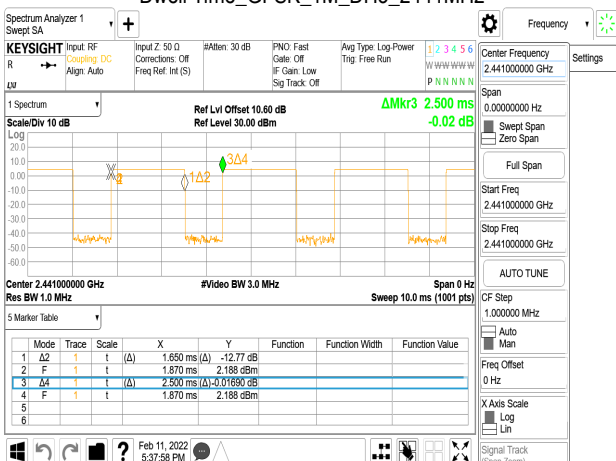 Spectrum Analyzer 1
Swept SA
Frequency
KEYSIGHT
R
LXI
Input: RF
Coupling: DC
Align: Auto
Input Z: 50 Ω
Corrections: Off
Freq Ref: Int (S)
#Atten: 30 dB
PNO: Fast
Gate: Off
IF Gain: Low
Sig Track: Off
Avg Type: Log-Power
Trig: Free Run
1 2 3 4 5 6
W W W W W W
P N N N N N
1 Spectrum
Scale/Div 10 dB
Ref Lvl Offset 10.60 dB
Ref Level 30.00 dBm
ΔMkr3 2.500 ms
-0.02 dB
Log
20.0
10.0
0.00
-10.0
-20.0
-30.0
-40.0
-50.0
-60.0
1Δ2
3Δ4
Center 2.441000000 GHz
Res BW 1.0 MHz
#Video BW 3.0 MHz
Span 0 Hz
Sweep 10.0 ms (1001 pts)
5 Marker Table
Mode Trace Scale X Y Function Function Width Function Value
1 Δ2 1 t (Δ) 1.650 ms (Δ) -12.77 dB
2 F 1 t 1.870 ms 2.188 dBm
3 Δ4 1 t (Δ) 2.500 ms (Δ) -0.01690 dB
4 F 1 t 1.870 ms 2.188 dBm
5
6
Feb 11, 2022
5:37:58 PM
Center Frequency
2.441000000 GHz
Settings
Span
0.00000000 Hz
Swept Span
Zero Span
Full Span
Start Freq
2.441000000 GHz
Stop Freq
2.441000000 GHz
AUTO TUNE
CF Step
1.000000 MHz
Auto
Man
Freq Offset
0 Hz
X Axis Scale
Log
Lin
Signal Track